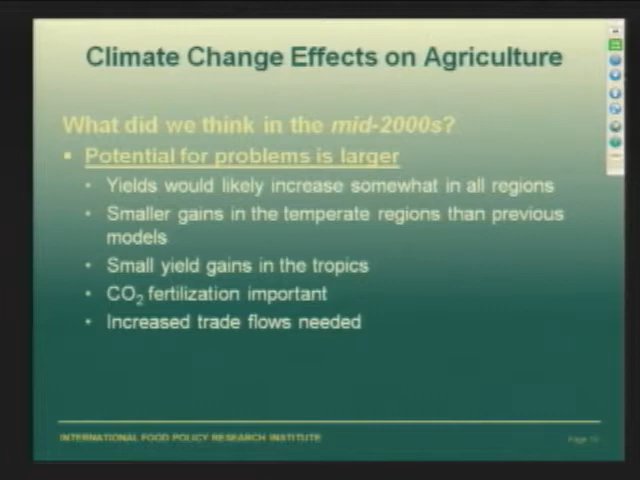 Climate Change Effects on Agriculture
What did we think in the mid-2000s?
▪ Potential for problems is larger
• Yields would likely increase somewhat in all regions
• Smaller gains in the temperate regions than previous
models
• Small yield gains in the tropics
• CO₂ fertilization important
• Increased trade flows needed
INTERNATIONAL FOOD POLICY RESEARCH INSTITUTE
Page